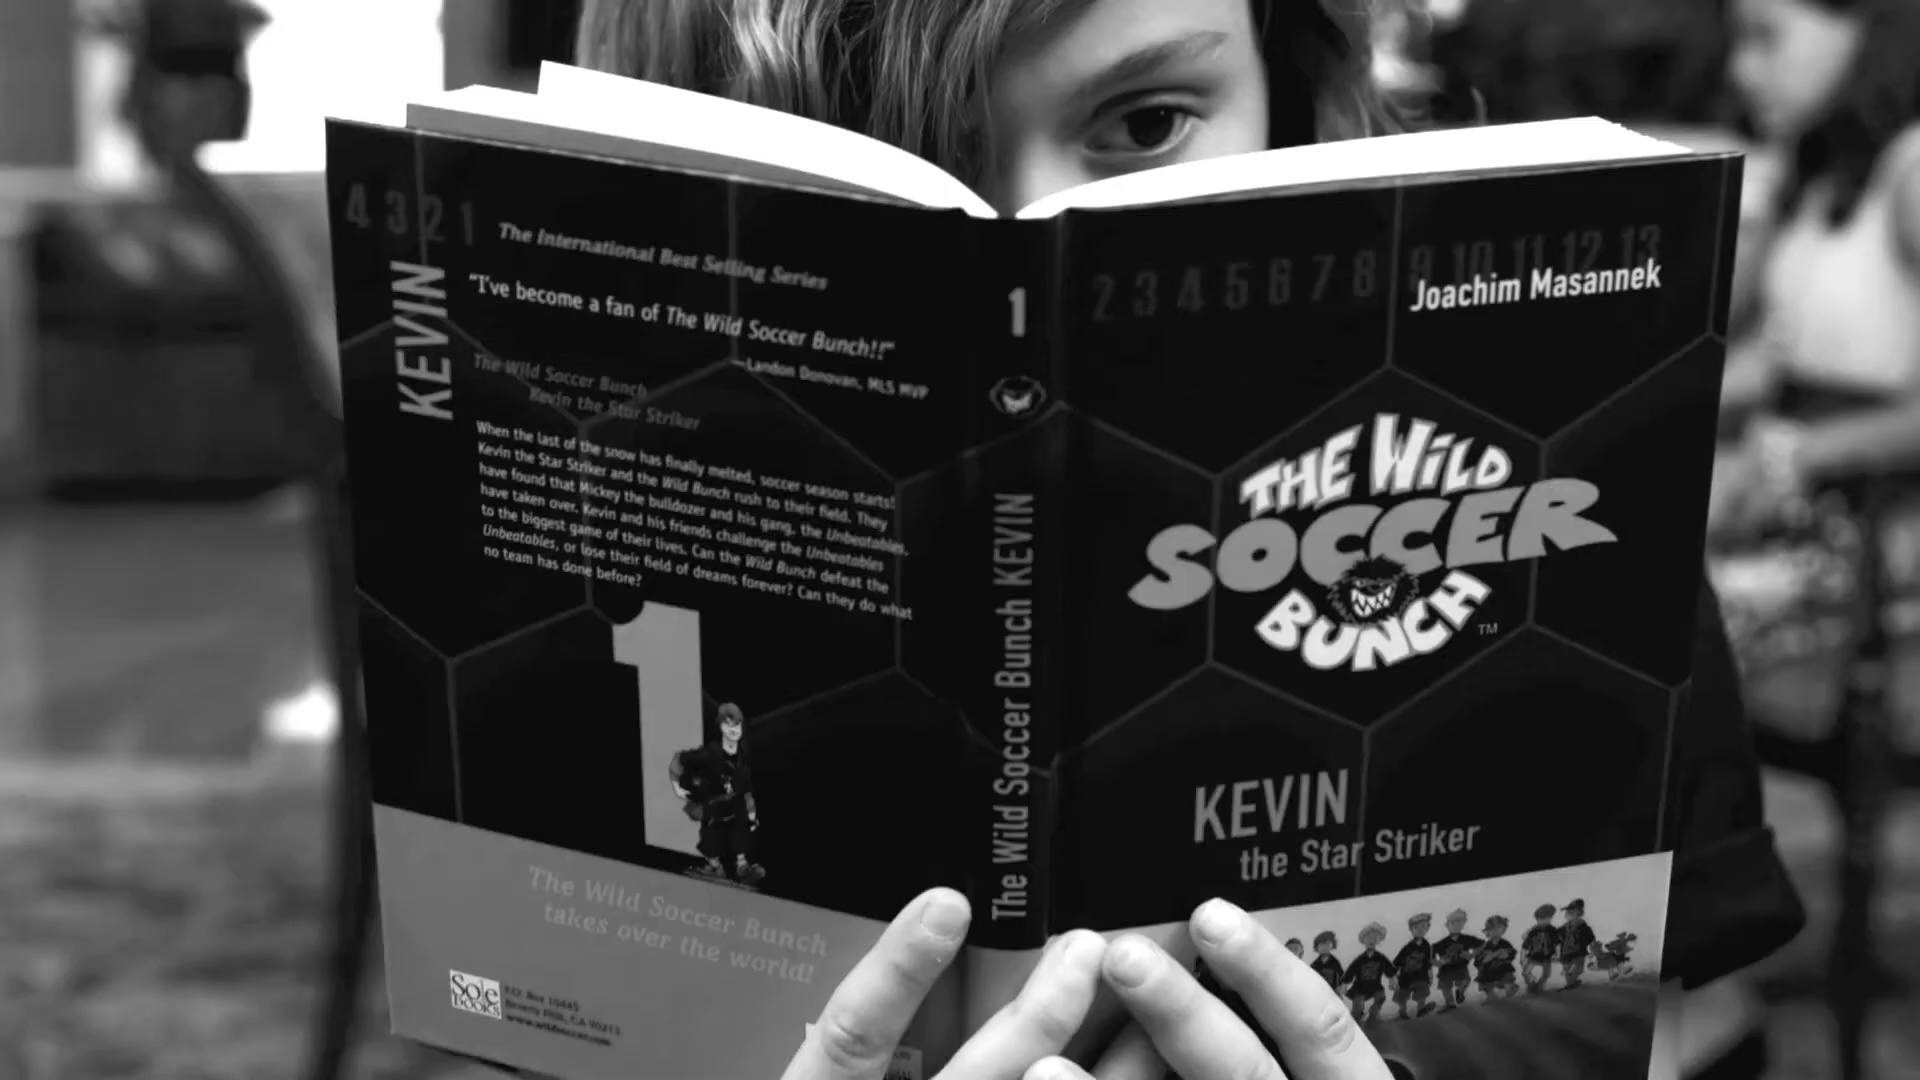 4 3 2 1
KEVIN
The International Best Selling Series
"I've become a fan of The Wild Soccer Bunch!!"
—Landon Donovan, MLS MVP
The Wild Soccer Bunch
Kevin the Star Striker
When the last of the snow has finally melted, soccer season starts!
Kevin the Star Striker and the Wild Bunch rush to their field. They
have found that Mickey the bulldozer and his gang, the Unbeatables,
have taken over. Kevin and his friends challenge the Unbeatables
to the biggest game of their lives. Can the Wild Bunch defeat the
Unbeatables, or lose their field of dreams forever? Can they do what
no team has done before?
1
The Wild Soccer Bunch
takes over the world!
Sole
BOOKS
P.O. Box 10445
Beverly Hills, CA 90213
1
The Wild Soccer Bunch KEVIN
2 3 4 5 6 7 8 9 10 11 12 13
Joachim Masannek
THE WILD
SOCCER
BUNCH
TM
KEVIN
the Star Striker